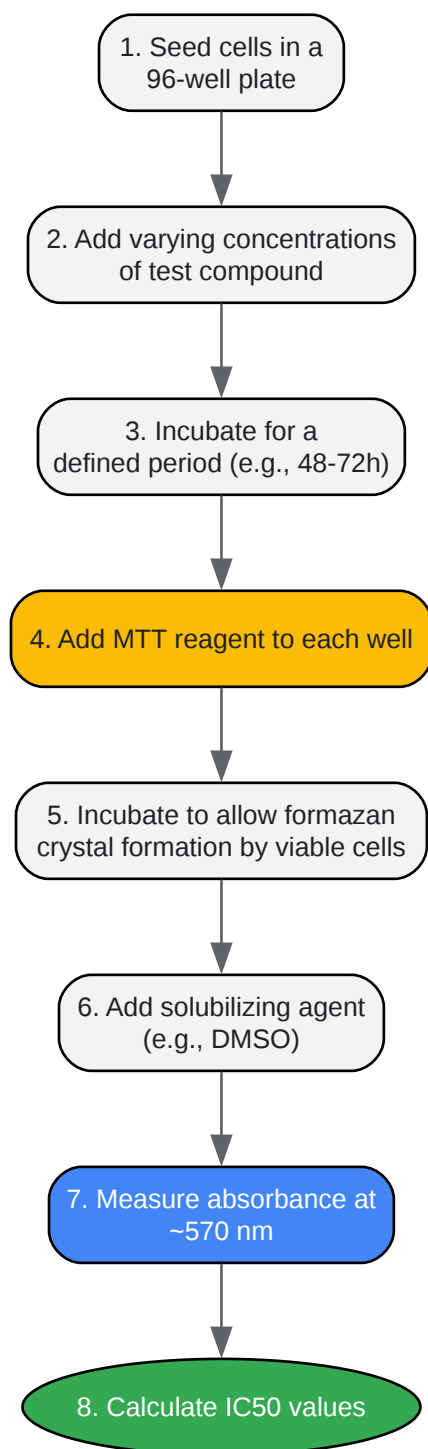 1. Seed cells in a
96-well plate
2. Add varying concentrations
of test compound
3. Incubate for a
defined period (e.g., 48-72h)
4. Add MTT reagent to each well
5. Incubate to allow formazan
crystal formation by viable cells
6. Add solubilizing agent
(e.g., DMSO)
7. Measure absorbance at
~570 nm
8. Calculate IC50 values